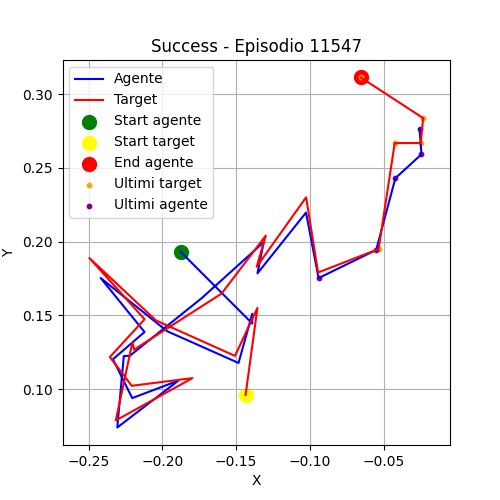 Success - Episodio 11547
Agente
Target
Start agente
Start target
End agente
Ultimi target
Ultimi agente
Y
0.30
0.25
0.20
0.15
0.10
−0.25 −0.20 −0.15 −0.10 −0.05
X